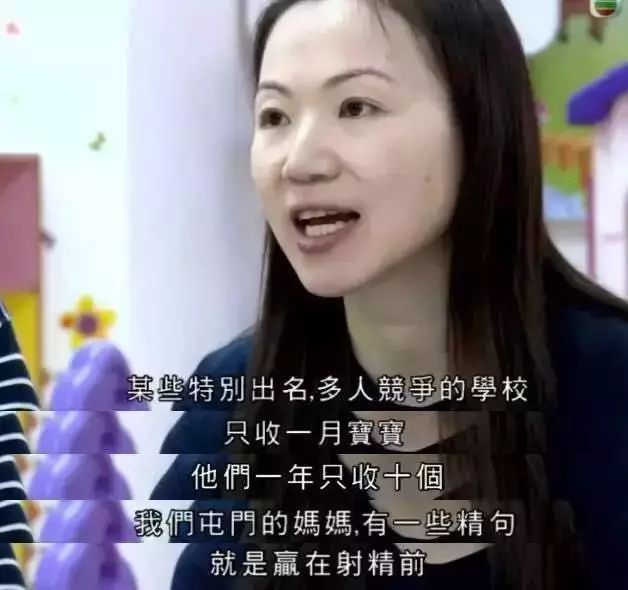 某些特別出名,多人競爭的學校
只收一月寶寶
他們一年只收十個
我們屯門的媽媽,有一些精句
就是贏在射精前